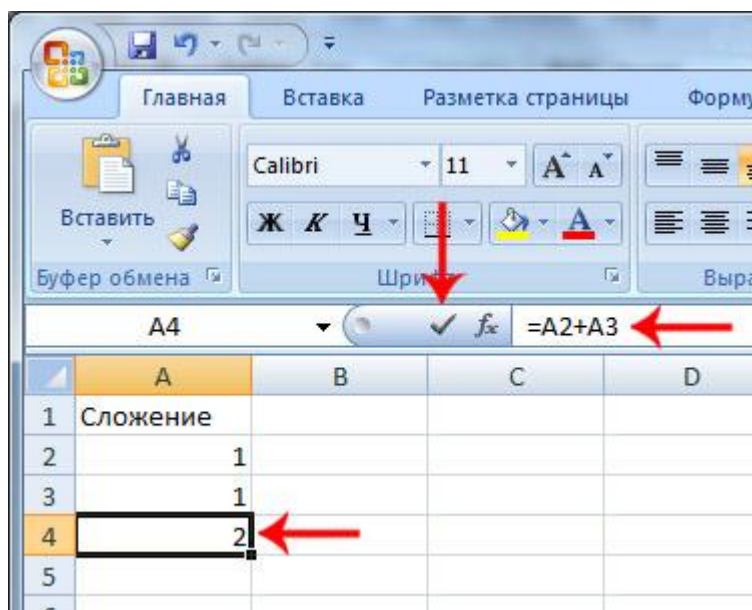 Главная Вставка Разметка страницы
Calibri 11 A A
Вставить Ж К Ч A
Буфер обмена
A4 fx =A2+A3
A B C D
1 Сложение
2 1
3 1
4 2
5